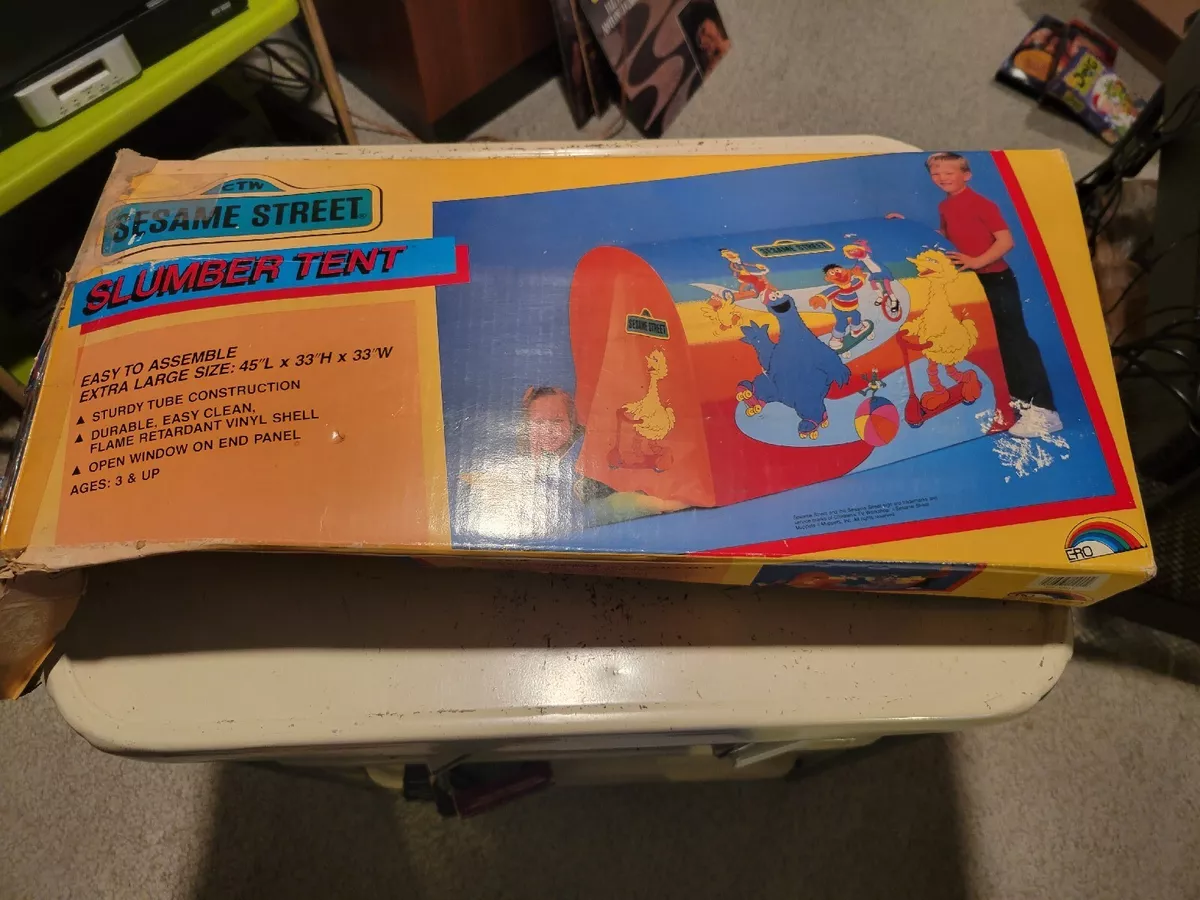 CTW
SESAME STREET
SLUMBER TENT
EASY TO ASSEMBLE
EXTRA LARGE SIZE: 45"L x 33"H x 33"W
▲ STURDY TUBE CONSTRUCTION
▲ DURABLE, EASY CLEAN,
FLAME RETARDANT VINYL SHELL
▲ OPEN WINDOW ON END PANEL
AGES: 3 & UP
SESAME STREET
SESAME STREET
ERO